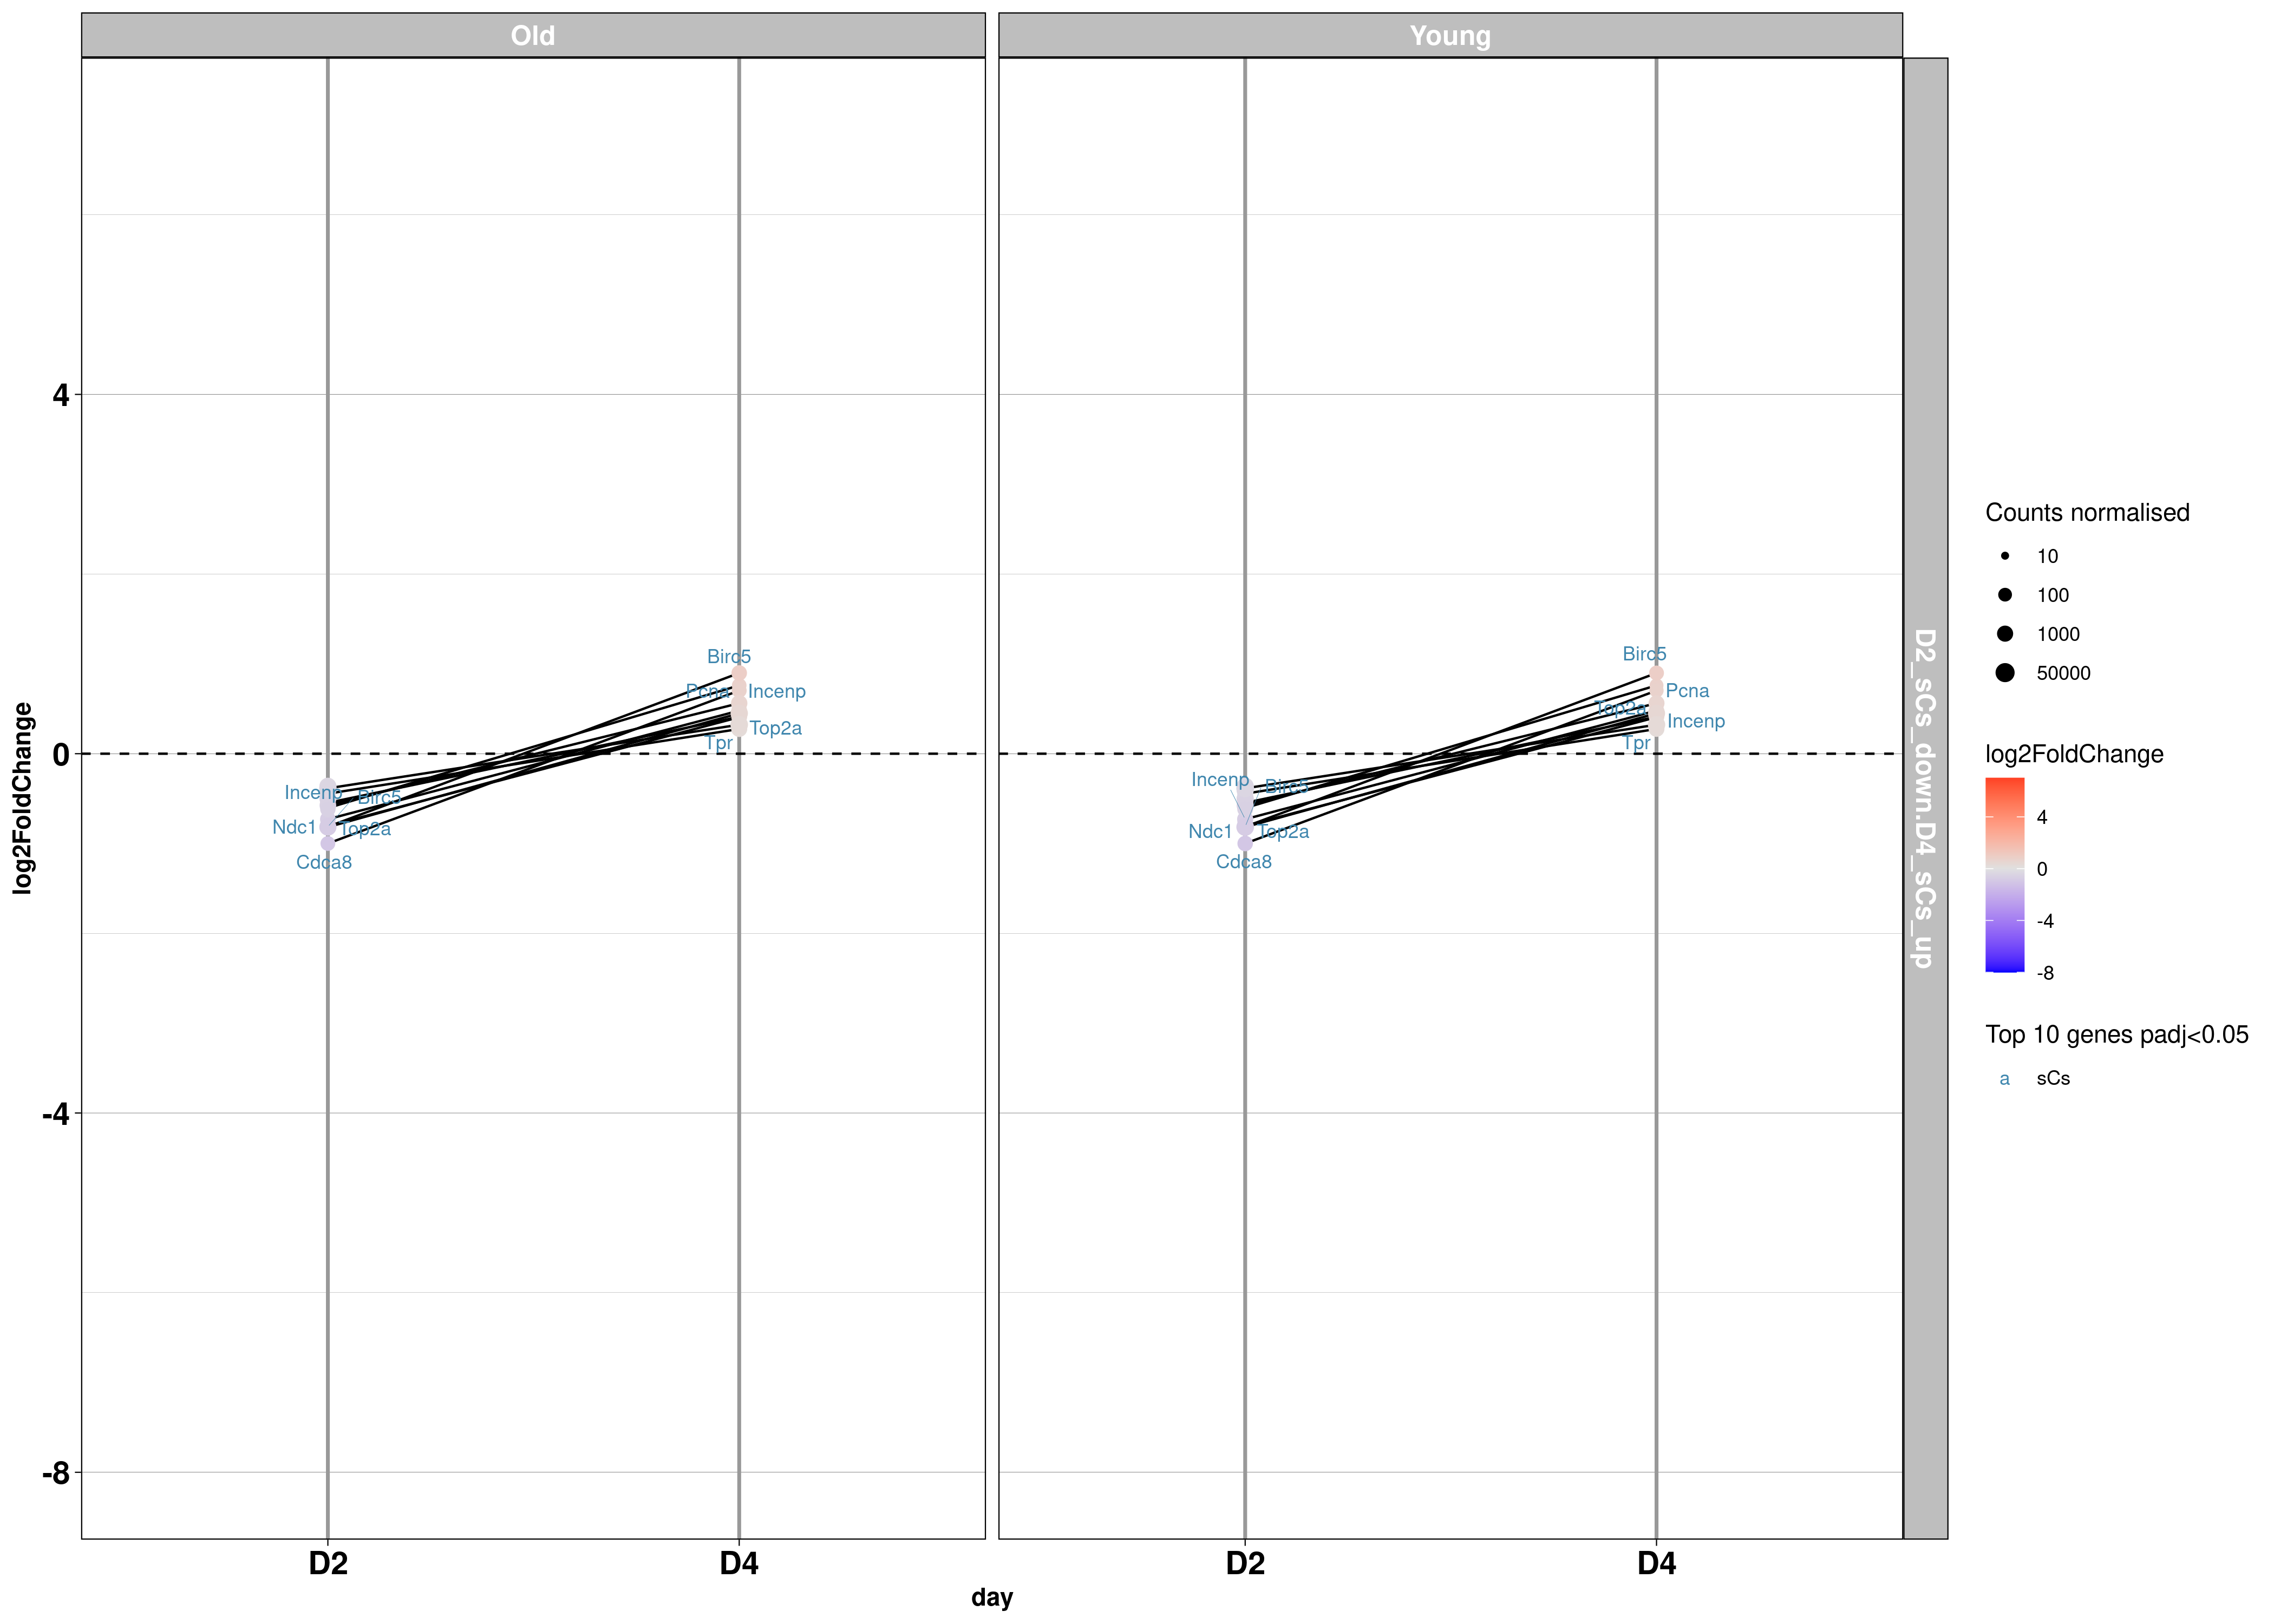 Old
Young
log2FoldChange
4
0
-4
-8
Birc5
Pcna
Incenp
Top2a
Tpr
Incenp
Birc5
Ndc1
Top2a
Cdca8
Birc5
Pcna
Top2a
Incenp
Tpr
Incenp
Birc5
Ndc1
Top2a
Cdca8
D2_sCs_down.D4_sCs_up
D2
D4
D2
D4
day
Counts normalised
10
100
1000
50000
log2FoldChange
4
0
-4
-8
Top 10 genes padj<0.05
a sCs